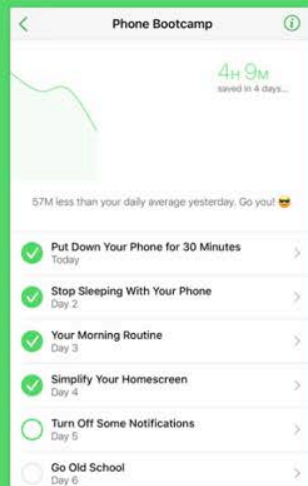 Phone Bootcamp
4H 9M
saved in 4 days...
57M less than your daily average yesterday. Go you! 😎
Put Down Your Phone for 30 Minutes
Today
Stop Sleeping With Your Phone
Day 2
Your Morning Routine
Day 3
Simplify Your Homescreen
Day 4
Turn Off Some Notifications
Day 5
Go Old School
Day 6